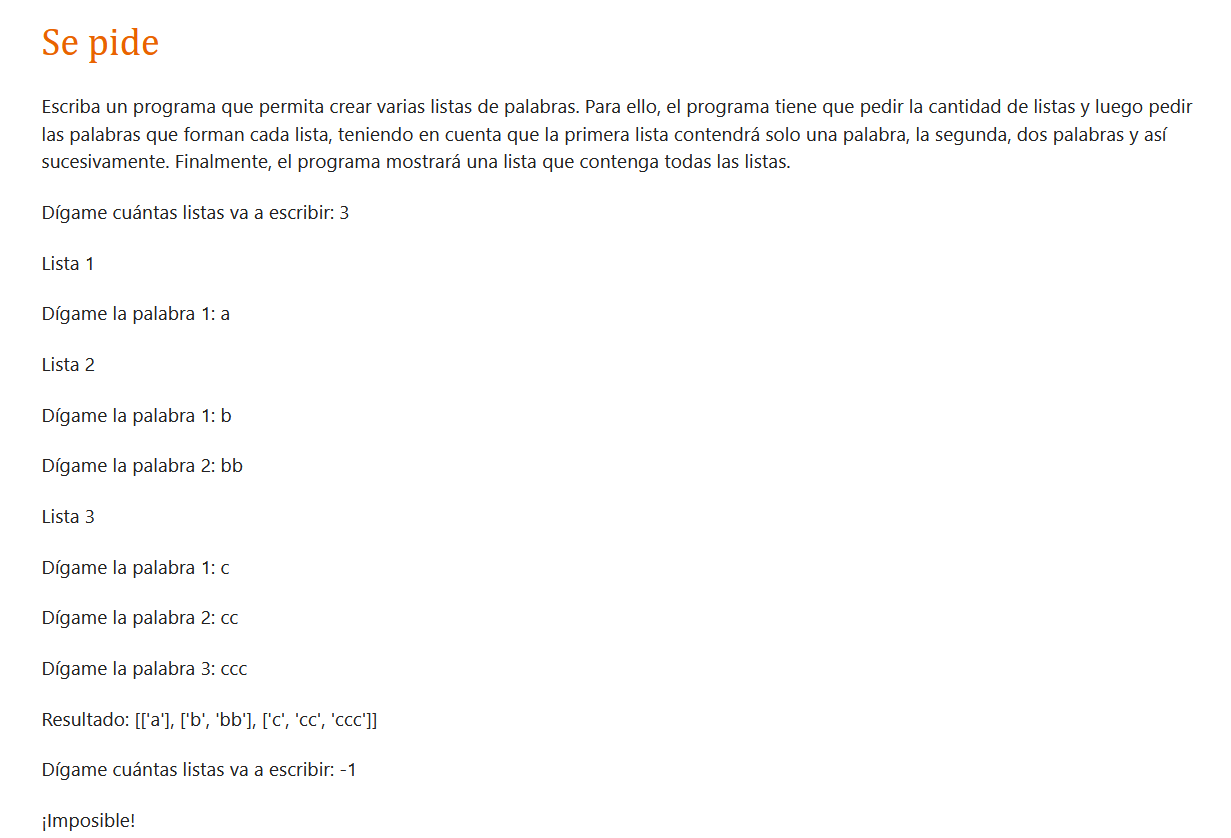 Se pide
Escriba un programa que permita crear varias listas de palabras. Para ello, el programa tiene que pedir la cantidad de listas y luego pedir
las palabras que forman cada lista, teniendo en cuenta que la primera lista contendrá solo una palabra, la segunda, dos palabras y así
sucesivamente. Finalmente, el programa mostrará una lista que contenga todas las listas.
Dígame cuántas listas va a escribir: 3
Lista 1
Dígame la palabra 1: a
Lista 2
Dígame la palabra 1: b
Dígame la palabra 2: bb
Lista 3
Dígame la palabra 1: c
Dígame la palabra 2: cc
Dígame la palabra 3: ccc
Resultado: [['a'], ['b', 'bb'], ['c', 'cc', 'ccc']]
Dígame cuántas listas va a escribir: -1
¡Imposible!